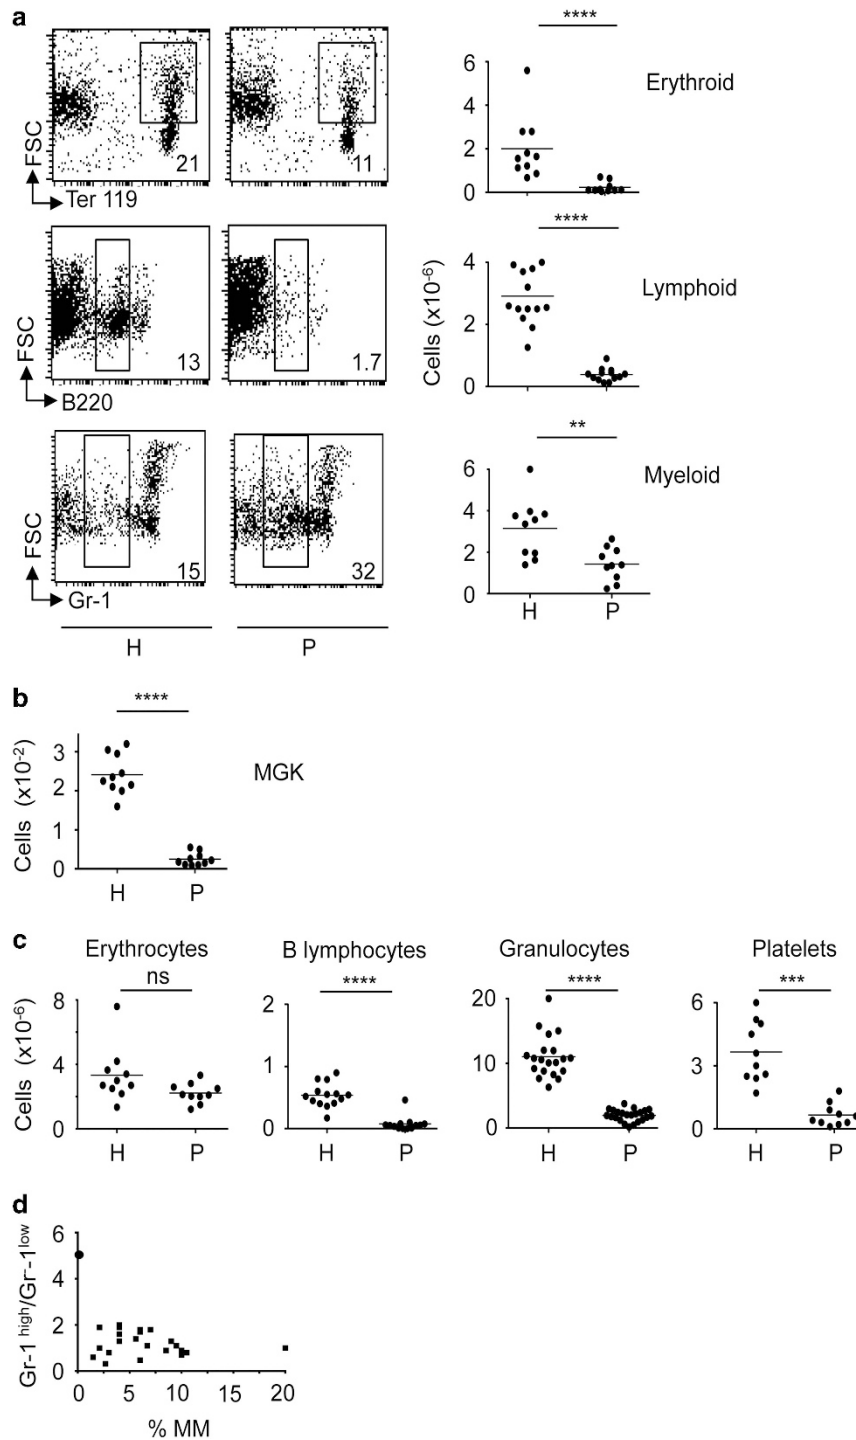 a
FSC
21
11
Ter 119
****
6
4
2
0
Erythroid
FSC
13
1.7
B220
****
Cells (x10-6)
4
2
0
Lymphoid
FSC
15
32
Gr-1
H
P
**
6
4
2
0
H
P
Myeloid
b
****
Cells (x10-2)
3
2
1
0
H
P
MGK
c
Erythrocytes
ns
Cells (x10-6)
8
4
0
H
P
B lymphocytes
****
2
1
0
H
P
Granulocytes
****
20
10
0
H
P
Platelets
***
6
3
0
H
P
d
Gr-1 high/Gr-1low
6
4
2
0
0 5 10 15 20
% MM